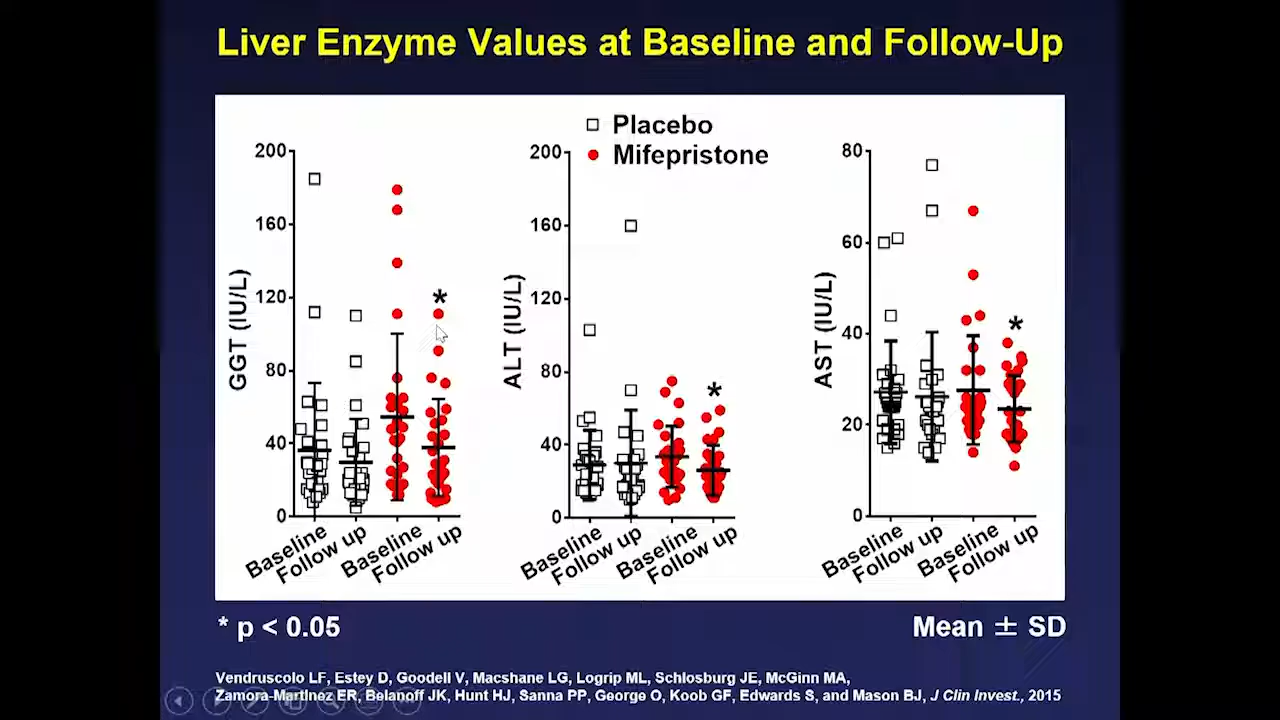 Liver Enzyme Values at Baseline and Follow-Up
Placebo
Mifepristone
200
160
120
80
40
0
GGT (IU/L)
Baseline
Follow up
Baseline
Follow up
*
200
160
120
80
40
0
ALT (IU/L)
Baseline
Follow up
Baseline
Follow up
*
80
60
40
20
0
AST (IU/L)
Baseline
Follow up
Baseline
Follow up
*
* p < 0.05
Mean ± SD
Vendruscolo LF, Estey D, Goodell V, Macshane LG, Logrip ML, Schlosburg JE, McGinn MA,
Zamora-Martinez ER, Belanoff JK, Hunt HJ, Sanna PP, George O, Koob GF, Edwards S, and Mason BJ, J Clin Invest., 2015